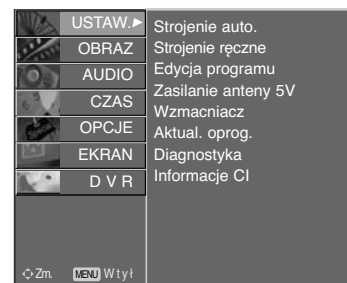 USTAW.
OBRAZ
AUDIO
CZAS
OPCJE
EKRAN
D V R
Strojenie auto.
Strojenie ręczne
Edycja programu
Zasilanie anteny 5V
Wzmacniacz
Aktual. oprog.
Diagnostyka
Informacje CI
Zm. MENU Wtył